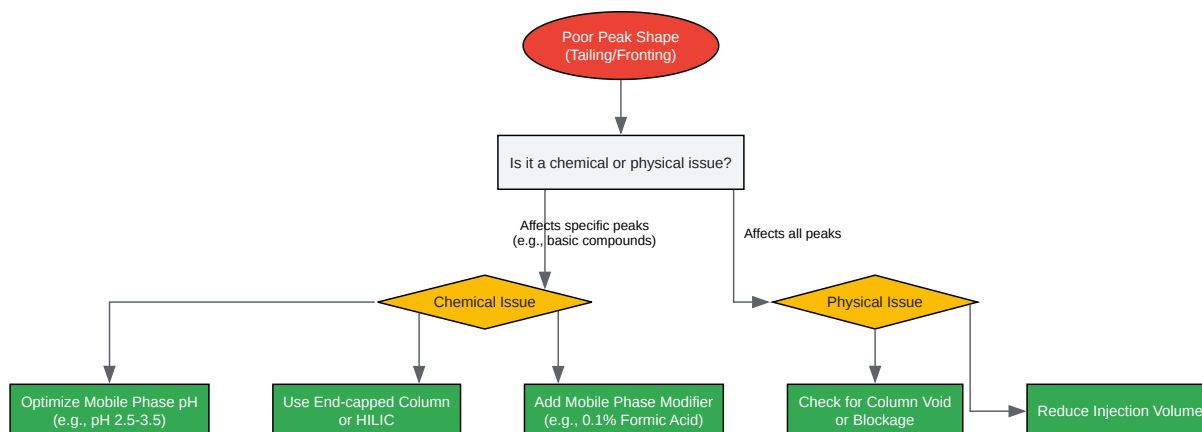 Poor Peak Shape
(Tailing/Fronting)
Is it a chemical or physical issue?
Affects specific peaks
(e.g., basic compounds)
Affects all peaks
Chemical Issue
Physical Issue
Optimize Mobile Phase pH
(e.g., pH 2.5-3.5)
Use End-capped Column
or HILIC
Add Mobile Phase Modifier
(e.g., 0.1% Formic Acid)
Check for Column Void
or Blockage
Reduce Injection Volume